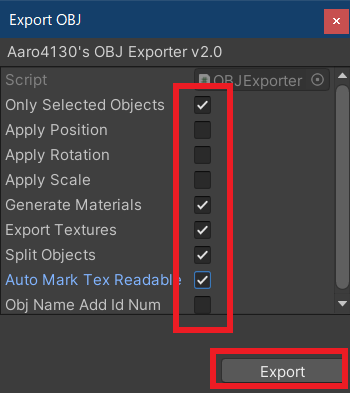 Export OBJ
Aaro4130's OBJ Exporter v2.0
Script OBJExporter
Only Selected Objects
Apply Position
Apply Rotation
Apply Scale
Generate Materials
Export Textures
Split Objects
Auto Mark Tex Readable
Obj Name Add Id Num
Export